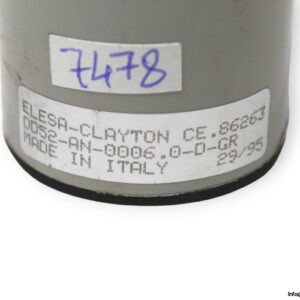 7478
ELESA-CLAYTON CE.86263
DD52-AN-0006.0-D-GR
MADE IN ITALY 29/95